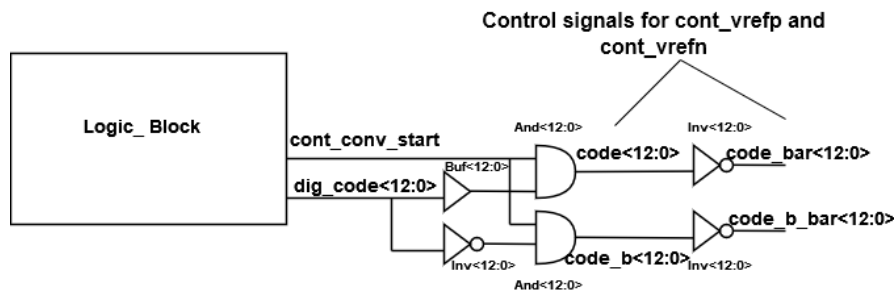 Control signals for cont_vrefp and
cont_vrefn
Logic_ Block
cont_conv_start
And<12:0>
code<12:0>
Inv<12:0>
code_bar<12:0>
Buf<12:0>
dig_code<12:0>
code_b_bar<12:0>
Inv<12:0>
code_b<12:0>
Inv<12:0>
And<12:0>